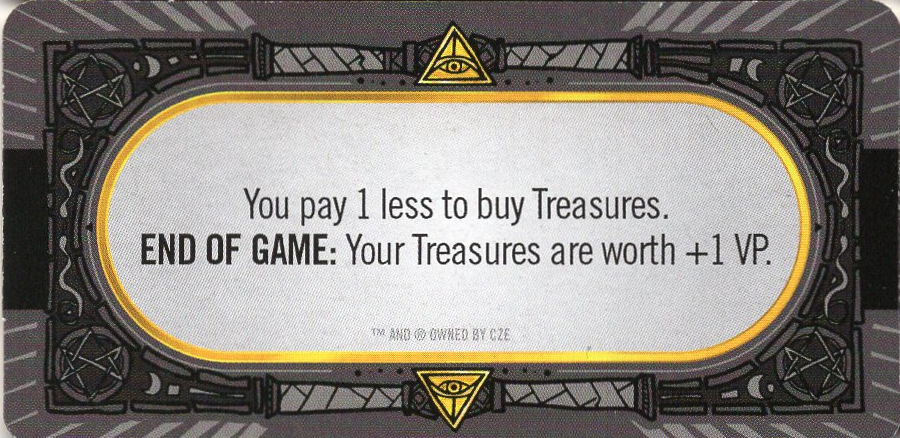 You pay 1 less to buy Treasures.
END OF GAME: Your Treasures are worth +1 VP.
™ AND ® OWNED BY CZE